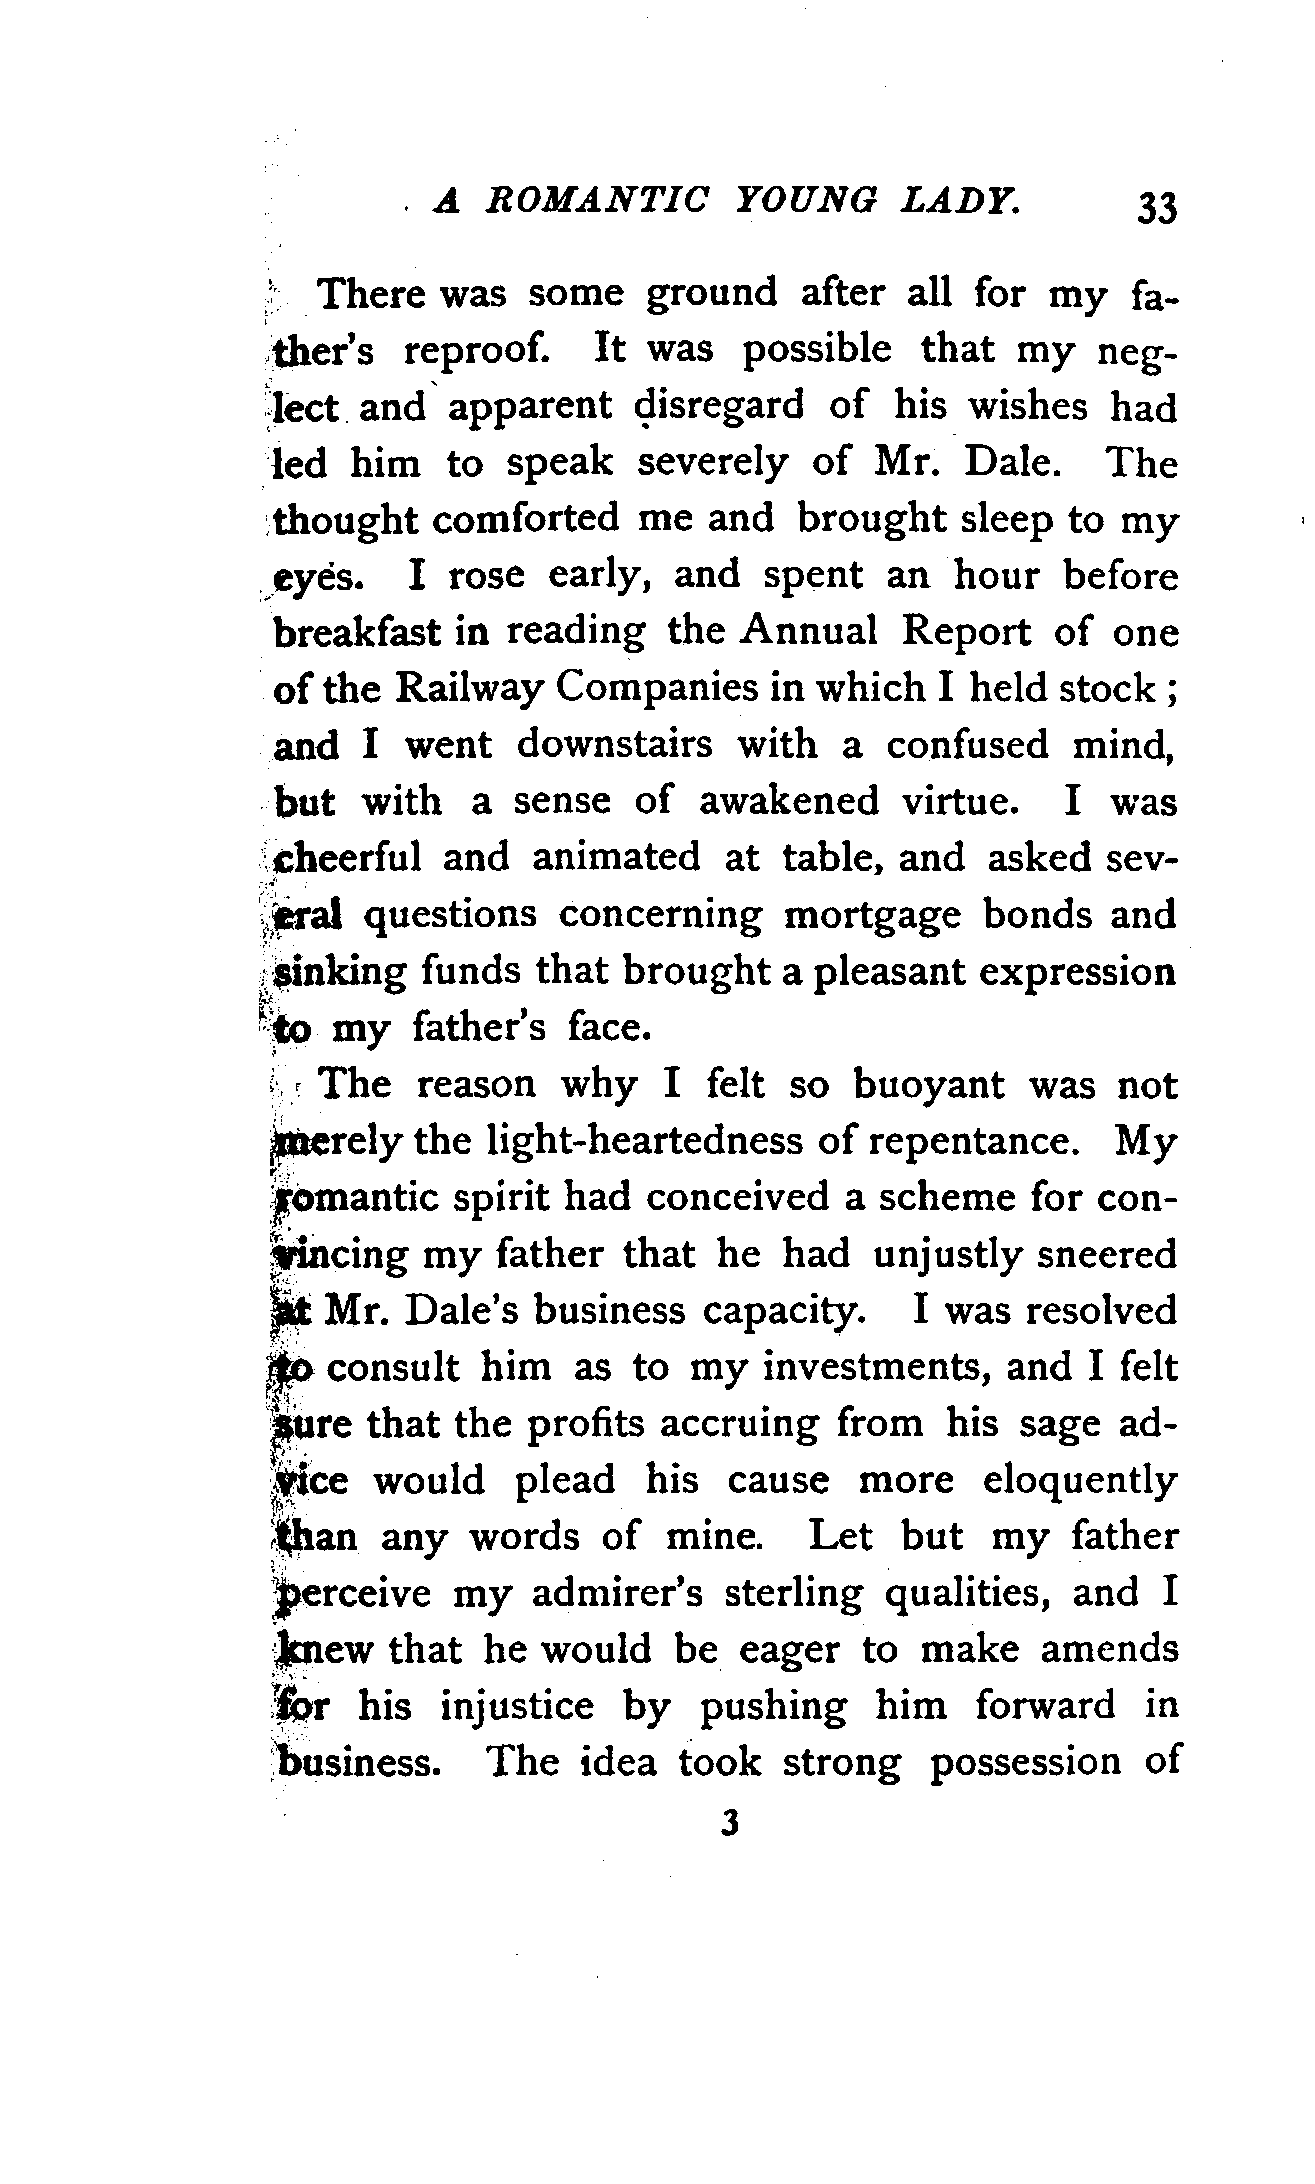 A ROMANTIC YOUNG LADY. 33
There was some ground after all for my fa-
ther's reproof. It was possible that my neg-
lect and apparent disregard of his wishes had
led him to speak severely of Mr. Dale. The
thought comforted me and brought sleep to my
eyes. I rose early, and spent an hour before
breakfast in reading the Annual Report of one
of the Railway Companies in which I held stock ;
and I went downstairs with a confused mind,
but with a sense of awakened virtue. I was
cheerful and animated at table, and asked sev-
eral questions concerning mortgage bonds and
sinking funds that brought a pleasant expression
to my father's face.
The reason why I felt so buoyant was not
merely the light-heartedness of repentance. My
romantic spirit had conceived a scheme for con-
vincing my father that he had unjustly sneered
at Mr. Dale's business capacity. I was resolved
to consult him as to my investments, and I felt
sure that the profits accruing from his sage ad-
vice would plead his cause more eloquently
than any words of mine. Let but my father
perceive my admirer's sterling qualities, and I
knew that he would be eager to make amends
for his injustice by pushing him forward in
business. The idea took strong possession of
3